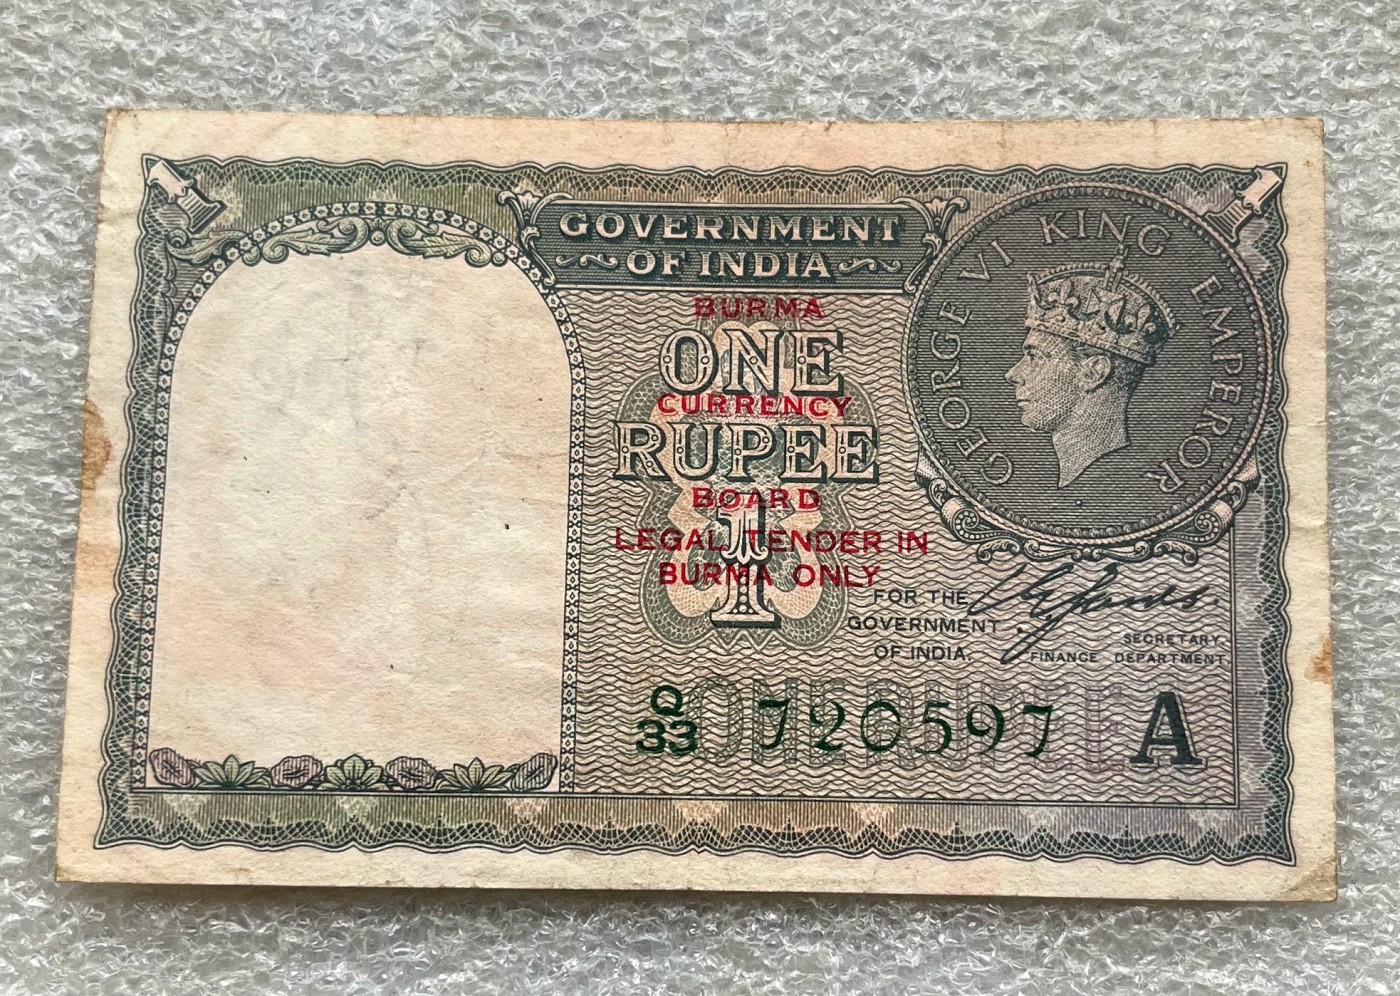 GOVERNMENT
OF INDIA
GEORGE VI KING EMPEROR
BURMA
ONE
CURRENCY
RUPEE
BOARD
1
LEGAL TENDER IN
BURMA ONLY
1
FOR THE
GOVERNMENT
OF INDIA.
SECRETARY,
FINANCE DEPARTMENT
ONE RUPEE
Q
33 720597 A